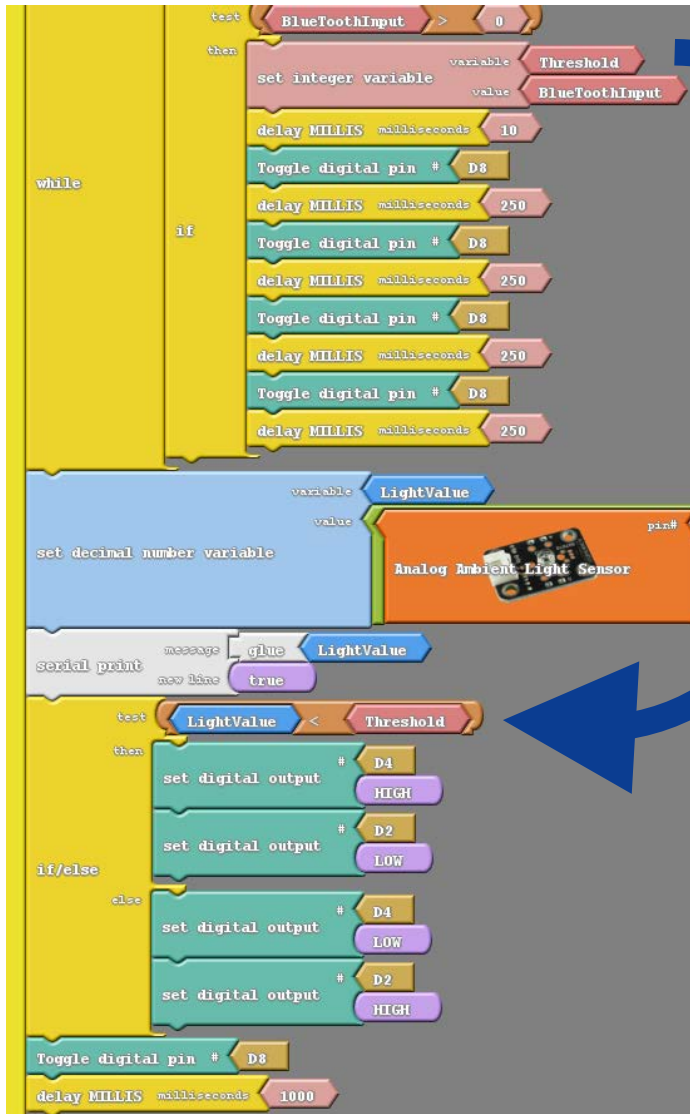 test BlueToothInput > 0
then
variable Threshold
set integer variable
value BlueToothInput
delay MILLIS milliseconds 10
Toggle digital pin # D8
while
delay MILLIS milliseconds 250
if
Toggle digital pin # D8
delay MILLIS milliseconds 250
Toggle digital pin # D8
delay MILLIS milliseconds 250
Toggle digital pin # D8
delay MILLIS milliseconds 250
variable LightValue
value
pin#
set decimal number variable
Analog Ambient Light Sensor
message glue LightValue
serial print
new line true
test LightValue < Threshold
then
# D4
set digital output
HIGH
# D2
set digital output
LOW
if/else
else
# D4
set digital output
LOW
# D2
set digital output
HIGH
Toggle digital pin # D8
delay MILLIS milliseconds 1000